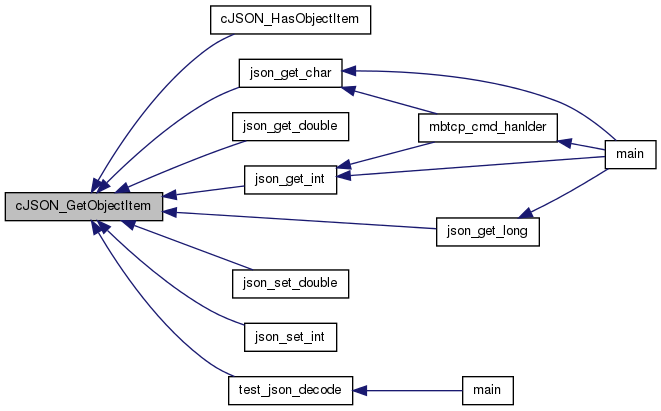 cJSON_HasObjectItem
json_get_char
json_get_double
mbtcp_cmd_hanlder
main
json_get_int
cJSON_GetObjectItem
json_get_long
json_set_double
json_set_int
test_json_decode
main